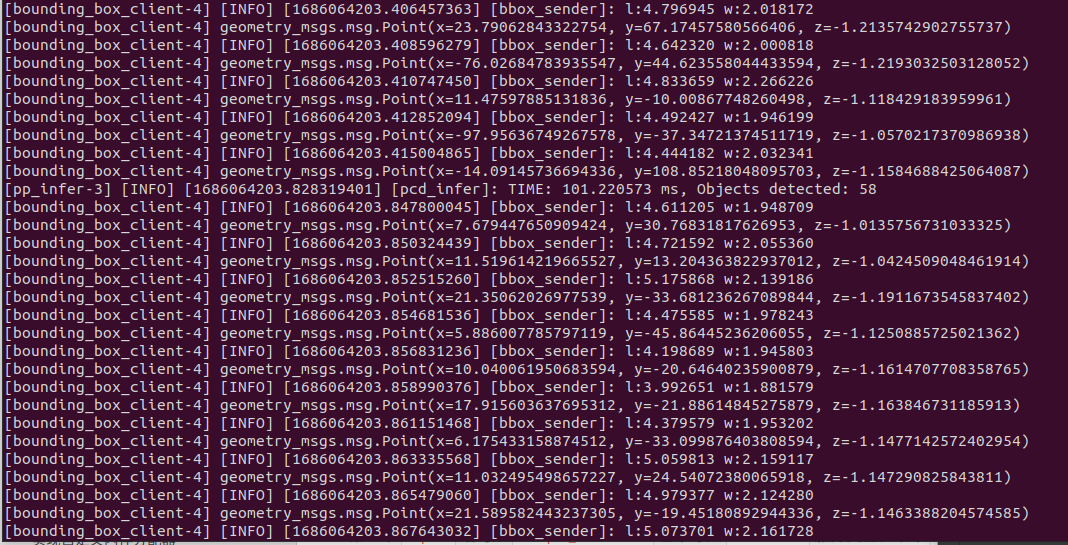 [bounding_box_client-4] [INFO] [1686064203.406457363] [bbox_sender]: l:4.796945 w:2.018172
[bounding_box_client-4] geometry_msgs.msg.Point(x=23.79062843322754, y=67.17457580566406, z=-1.2135742902755737)
[bounding_box_client-4] [INFO] [1686064203.408596279] [bbox_sender]: l:4.642320 w:2.000818
[bounding_box_client-4] geometry_msgs.msg.Point(x=-76.02684783935547, y=44.623558044433594, z=-1.2193032503128052)
[bounding_box_client-4] [INFO] [1686064203.410747450] [bbox_sender]: l:4.833659 w:2.266226
[bounding_box_client-4] geometry_msgs.msg.Point(x=11.47597885131836, y=-10.00867748260498, z=-1.118429183959961)
[bounding_box_client-4] [INFO] [1686064203.412852094] [bbox_sender]: l:4.492427 w:1.946199
[bounding_box_client-4] geometry_msgs.msg.Point(x=-97.95636749267578, y=-37.34721374511719, z=-1.0570217370986938)
[bounding_box_client-4] [INFO] [1686064203.415004865] [bbox_sender]: l:4.444182 w:2.032341
[bounding_box_client-4] geometry_msgs.msg.Point(x=-14.09145736694336, y=108.85218048095703, z=-1.1584688425064087)
[pp_infer-3] [INFO] [1686064203.828319401] [pcd_infer]: TIME: 101.220573 ms, Objects detected: 58
[bounding_box_client-4] [INFO] [1686064203.847800045] [bbox_sender]: l:4.611205 w:1.948709
[bounding_box_client-4] geometry_msgs.msg.Point(x=7.679447650909424, y=30.76831817626953, z=-1.0135756731033325)
[bounding_box_client-4] [INFO] [1686064203.850324439] [bbox_sender]: l:4.721592 w:2.055360
[bounding_box_client-4] geometry_msgs.msg.Point(x=11.519614219665527, y=13.204363822937012, z=-1.0424509048461914)
[bounding_box_client-4] [INFO] [1686064203.852515260] [bbox_sender]: l:5.175868 w:2.139186
[bounding_box_client-4] geometry_msgs.msg.Point(x=21.35062026977539, y=-33.681236267089844, z=-1.1911673545837402)
[bounding_box_client-4] [INFO] [1686064203.854681536] [bbox_sender]: l:4.475585 w:1.978243
[bounding_box_client-4] geometry_msgs.msg.Point(x=5.886007785797119, y=-45.86445236206055, z=-1.1250885725021362)
[bounding_box_client-4] [INFO] [1686064203.856831236] [bbox_sender]: l:4.198689 w:1.945803
[bounding_box_client-4] geometry_msgs.msg.Point(x=10.040061950683594, y=-20.64640235900879, z=-1.1614707708358765)
[bounding_box_client-4] [INFO] [1686064203.858990376] [bbox_sender]: l:3.992651 w:1.881579
[bounding_box_client-4] geometry_msgs.msg.Point(x=17.915603637695312, y=-21.88614845275879, z=-1.163846731185913)
[bounding_box_client-4] [INFO] [1686064203.861151468] [bbox_sender]: l:4.379579 w:1.953202
[bounding_box_client-4] geometry_msgs.msg.Point(x=6.175433158874512, y=-33.099876403808594, z=-1.1477142572402954)
[bounding_box_client-4] [INFO] [1686064203.863335568] [bbox_sender]: l:5.059813 w:2.159117
[bounding_box_client-4] geometry_msgs.msg.Point(x=11.032495498657227, y=24.54072380065918, z=-1.147290825843811)
[bounding_box_client-4] [INFO] [1686064203.865479060] [bbox_sender]: l:4.979377 w:2.124280
[bounding_box_client-4] geometry_msgs.msg.Point(x=21.589582443237305, y=-19.45180892944336, z=-1.1463388204574585)
[bounding_box_client-4] [INFO] [1686064203.867643032] [bbox_sender]: l:5.073701 w:2.161728